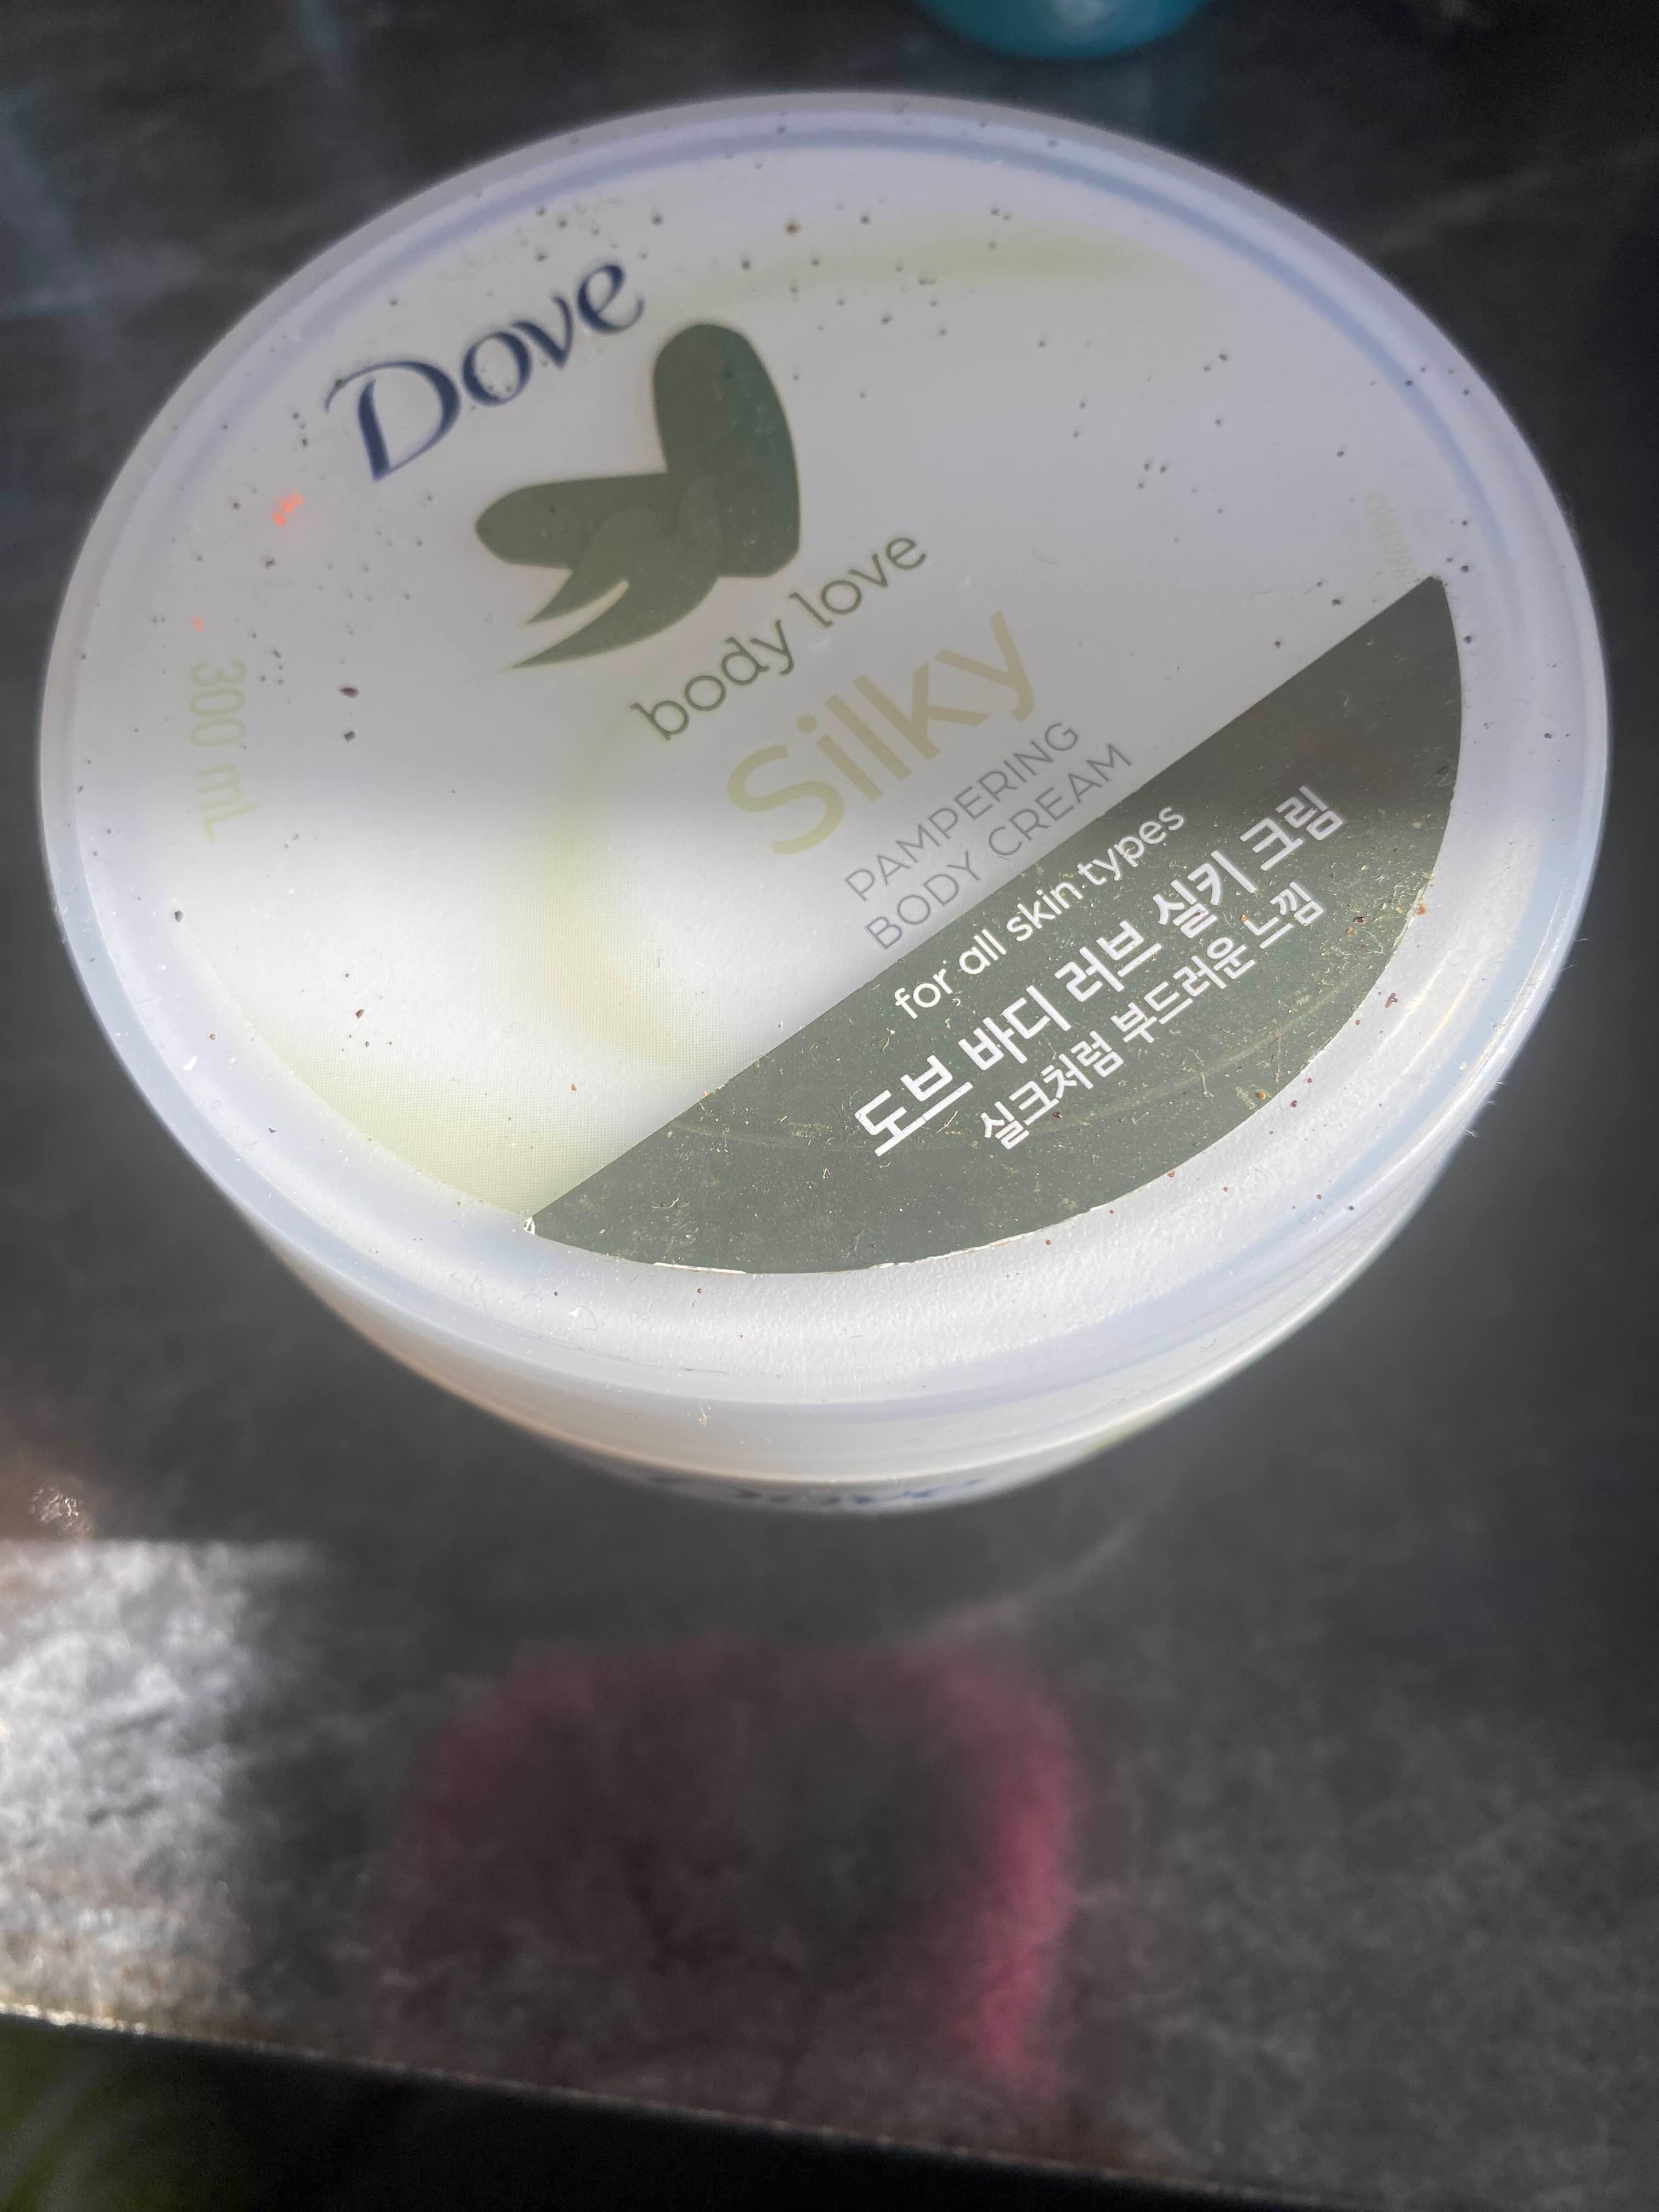 Dove
body love
Silky
PAMPERING
BODY CREAM
for all skin types
도브 바디 러브 실키 크림
실크처럼 부드러운 느낌
300 mL